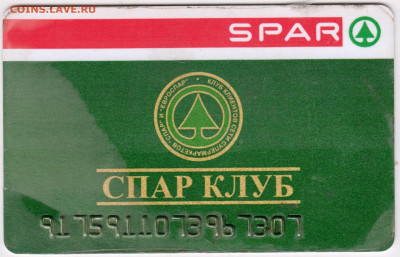 COINS.LAVE.RU
SPAR
КЛУБ КЛИЕНТОВ СЕТИ СУПЕРМАРКЕТОВ "СПАР" И "ЕВРОСПАР"
СПАР КЛУБ
9175911073967307